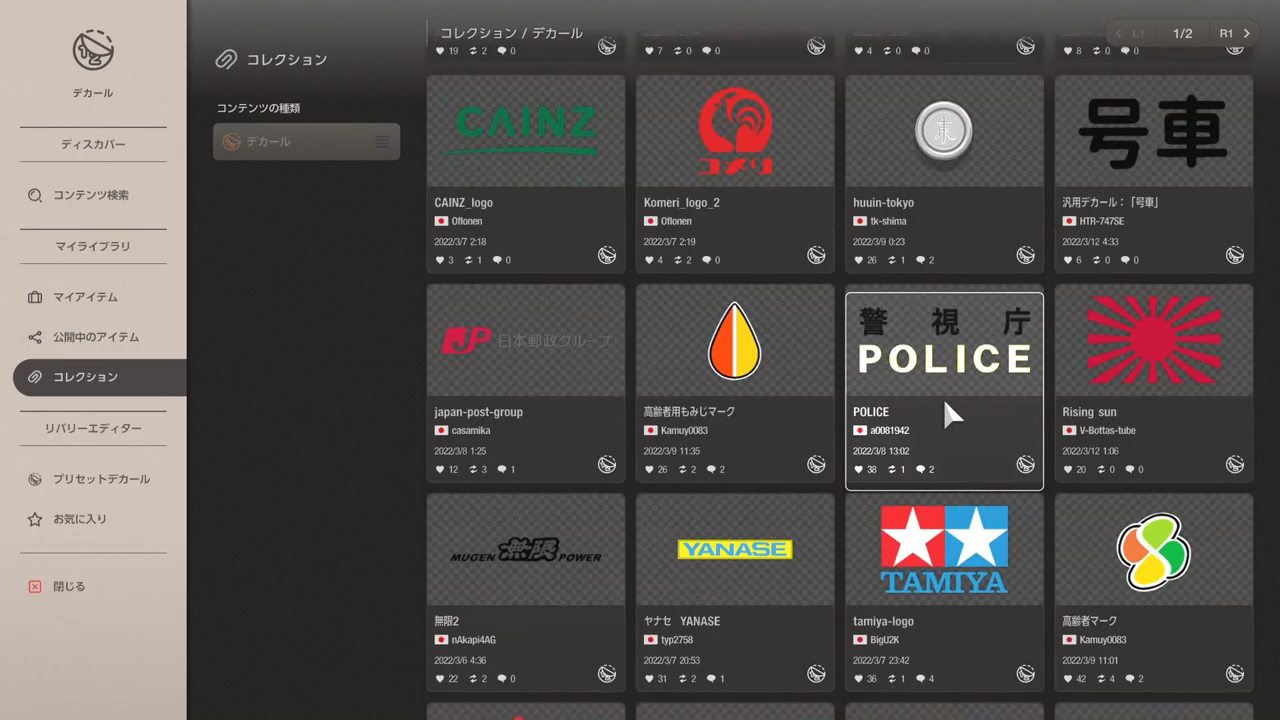 デカール
ディスカバー
コンテンツ検索
マイライブラリ
マイアイテム
公開中のアイテム
コレクション
リバリーエディター
プリセットデカール
お気に入り
閉じる
コレクション
コンテンツの種類
デカール
コレクション / デカール
L1 1/2 R1
19 2 0
7 0 0
4 0 0
8 0 0
CAINZ
CAINZ_logo
Oflonen
2022/3/7 2:18
3 1 0
コメリ
Komeri_logo_2
Oflonen
2022/3/7 2:19
4 2 0
東
huuin-tokyo
tk-shima
2022/3/9 0:23
26 1 2
号車
汎用デカール：「号車」
HTR-747SE
2022/3/12 4:33
6 0 0
JP 日本郵政グループ
japan-post-group
casamika
2022/3/8 1:25
12 3 1
高齢者用もみじマーク
Kamuy0083
2022/3/9 11:35
26 2 2
警視庁
POLICE
POLICE
a0081942
2022/3/8 13:02
38 1 2
Rising sun
V-Bottas-tube
2022/3/12 1:06
20 0 0
MUGEN 無限 POWER
無限2
nAkapi4AG
2022/3/6 4:36
22 2 0
YANASE
ヤナセ YANASE
typ2758
2022/3/7 20:53
31 2 1
TAMIYA
tamiya-logo
BigU2K
2022/3/7 23:42
36 1 4
高齢者マーク
Kamuy0083
2022/3/9 11:01
42 4 2